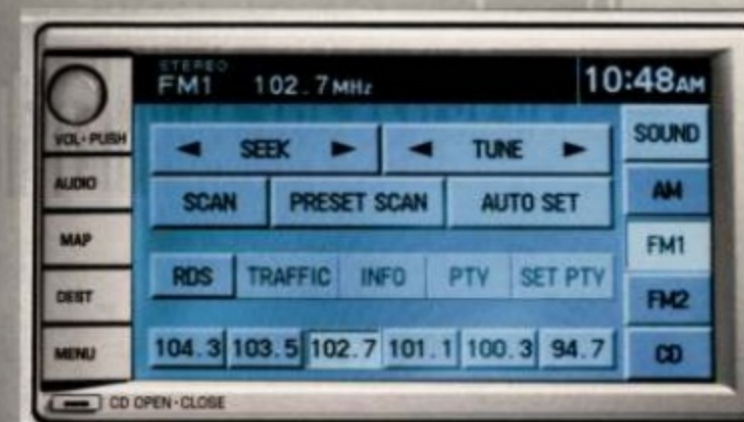 STEREO
FM1 102.7 MHz 10:48AM
VOL•PUSH
◄ SEEK ► ◄ TUNE ► SOUND
AUDIO SCAN PRESET SCAN AUTO SET AM
MAP FM1
DEST RDS TRAFFIC INFO PTY SET PTY FM2
MENU 104.3 103.5 102.7 101.1 100.3 94.7 CD
CD OPEN•CLOSE